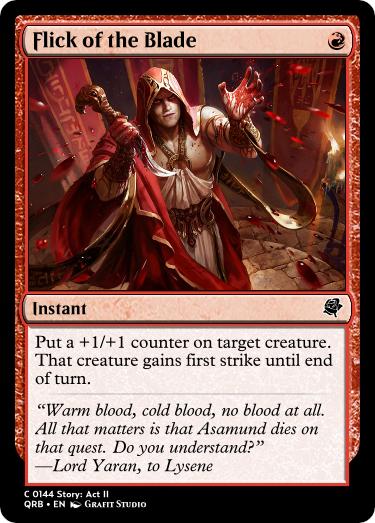 Flick of the Blade
Instant
Put a +1/+1 counter on target creature.
That creature gains first strike until end
of turn.
“Warm blood, cold blood, no blood at all.
All that matters is that Asamund dies on
that quest. Do you understand?”
—Lord Yaran, to Lysene
C 0144 Story: Act II
QRB • EN Grafit Studio